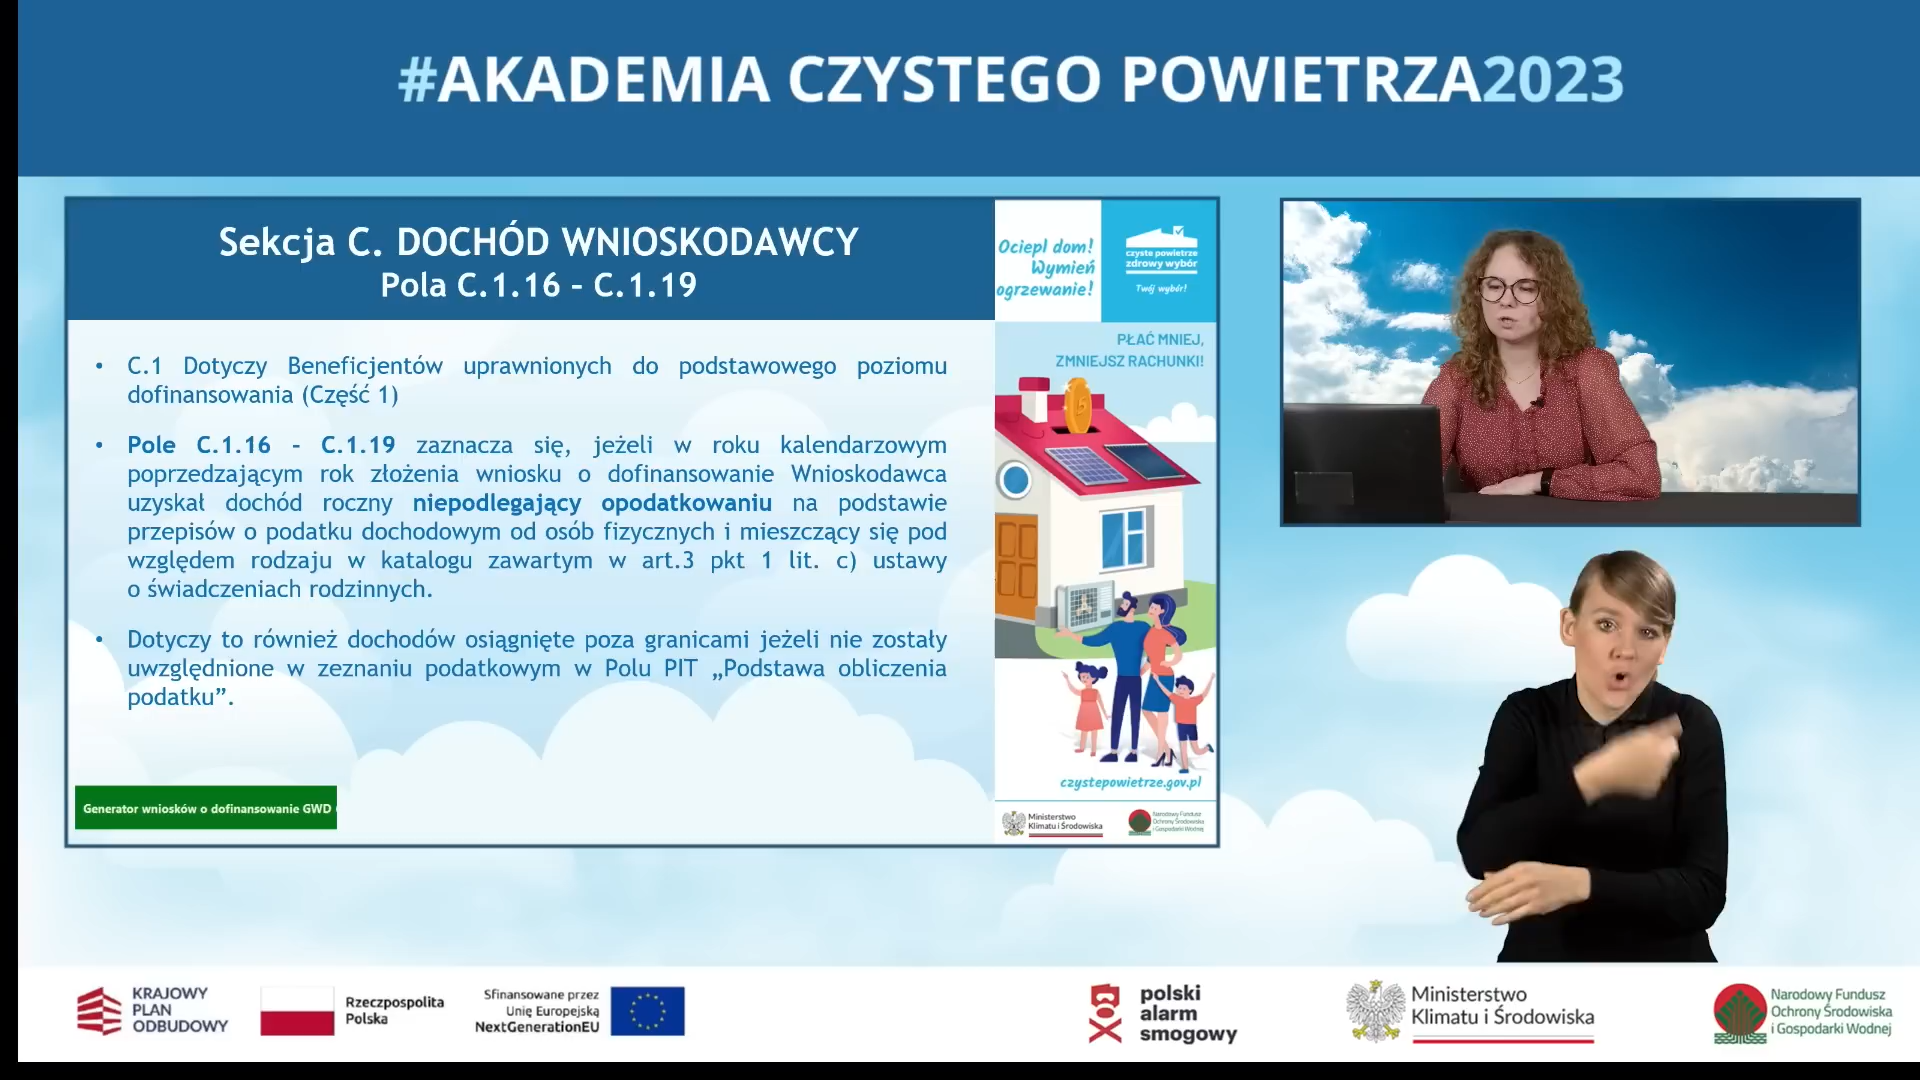 #AKADEMIA CZYSTEGO POWIETRZA2023
Sekcja C. DOCHÓD WNIOSKODAWCY
Pola C.1.16 – C.1.19
• C.1 Dotyczy Beneficjentów uprawnionych do podstawowego poziomu
dofinansowania (Część 1)
• Pole C.1.16 – C.1.19 zaznacza się, jeżeli w roku kalendarzowym
poprzedzającym rok złożenia wniosku o dofinansowanie Wnioskodawca
uzyskał dochód roczny niepodlegający opodatkowaniu na podstawie
przepisów o podatku dochodowym od osób fizycznych i mieszczący się pod
względem rodzaju w katalogu zawartym w art.3 pkt 1 lit. c) ustawy
o świadczeniach rodzinnych.
• Dotyczy to również dochodów osiągnięte poza granicami jeżeli nie zostały
uwzględnione w zeznaniu podatkowym w Polu PIT „Podstawa obliczenia
podatku”.
Generator wniosków o dofinansowanie GWD
Ociepl dom!
Wymień
ogrzewanie!
czyste powietrze
zdrowy wybór
Twój wybór!
PŁAĆ MNIEJ,
ZMNIEJSZ RACHUNKI!
czystepowietrze.gov.pl
Ministerstwo
Klimatu i Środowiska
Narodowy Fundusz
Ochrony Środowiska
i Gospodarki Wodnej
KRAJOWY
PLAN
ODBUDOWY
Rzeczpospolita
Polska
Sfinansowane przez
Unię Europejską
NextGenerationEU
polski
alarm
smogowy
Ministerstwo
Klimatu i Środowiska
Narodowy Fundusz
Ochrony Środowiska
i Gospodarki Wodnej